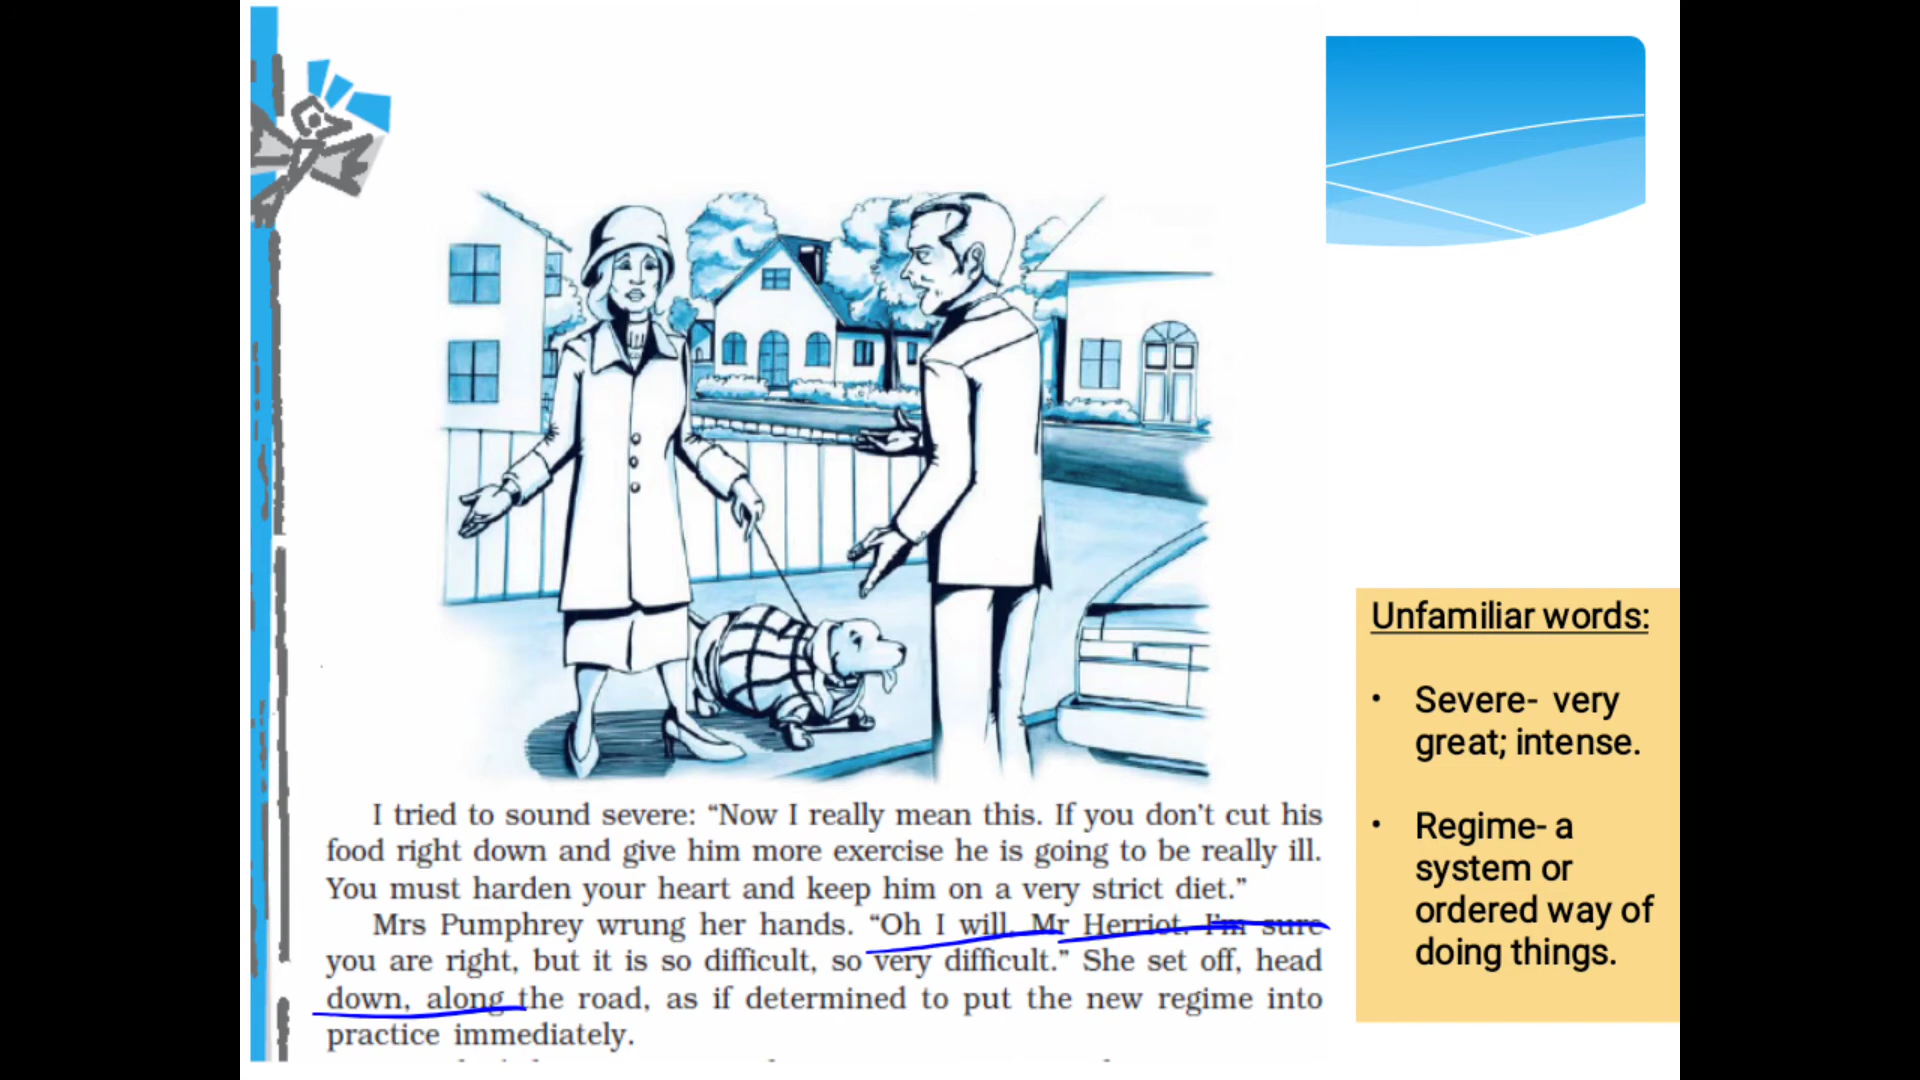 I tried to sound severe: “Now I really mean this. If you don’t cut his
food right down and give him more exercise he is going to be really ill.
You must harden your heart and keep him on a very strict diet.”
Mrs Pumphrey wrung her hands. “Oh I will, Mr Herriot. I’m sure
you are right, but it is so difficult, so very difficult.” She set off, head
down, along the road, as if determined to put the new regime into
practice immediately.
Unfamiliar words:
• Severe- very
great; intense.
• Regime- a
system or
ordered way of
doing things.